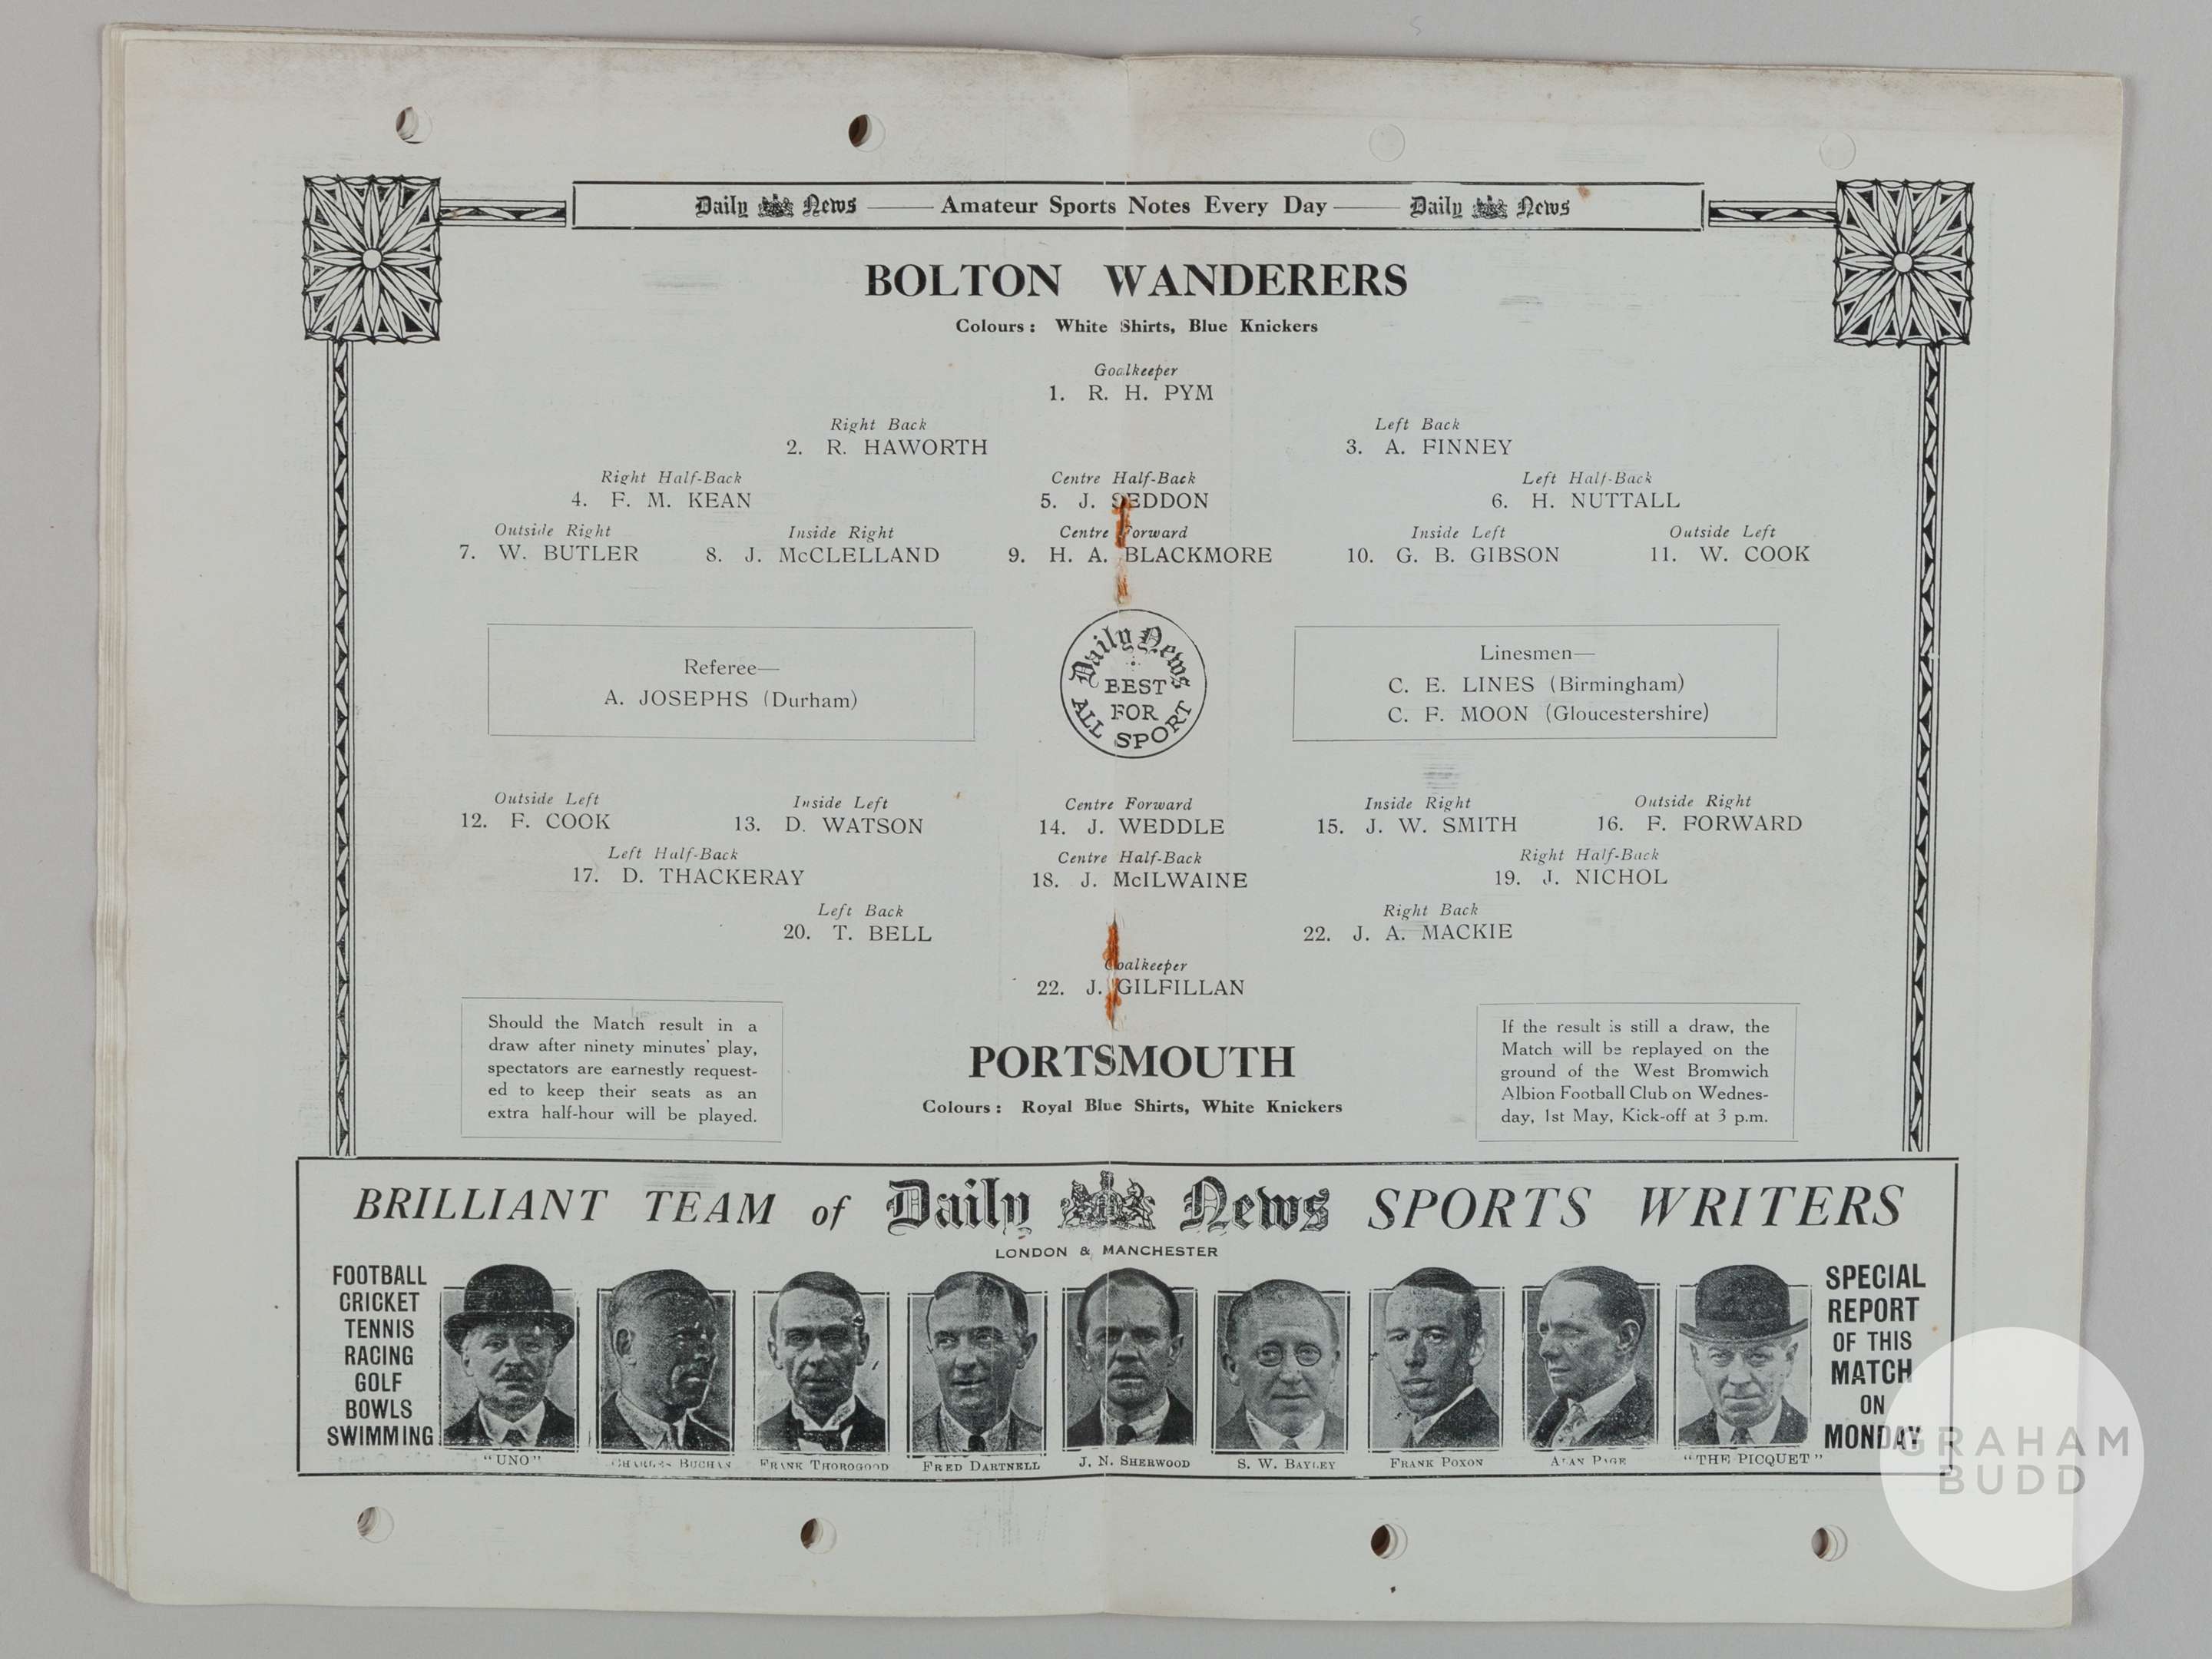 Daily News — Amateur Sports Notes Every Day — Daily News
BOLTON WANDERERS
Colours: White Shirts, Blue Knickers
Goalkeeper
1. R. H. PYM
Right Back Left Back
2. R. HAWORTH 3. A. FINNEY
Right Half-Back Centre Half-Back Left Half-Back
4. F. M. KEAN 5. J. SEDDON 6. H. NUTTALL
Outside Right Inside Right Centre Forward Inside Left Outside Left
7. W. BUTLER 8. J. McCLELLAND 9. H. A. BLACKMORE 10. G. B. GIBSON 11. W. COOK
Referee—
A. JOSEPHS (Durham)
Daily News
BEST
FOR
ALL SPORT
Linesmen—
C. E. LINES (Birmingham)
C. F. MOON (Gloucestershire)
Outside Left Inside Left Centre Forward Inside Right Outside Right
12. F. COOK 13. D. WATSON 14. J. WEDDLE 15. J. W. SMITH 16. F. FORWARD
Left Half-Back Centre Half-Back Right Half-Back
17. D. THACKERAY 18. J. McILWAINE 19. J. NICHOL
Left Back Right Back
20. T. BELL 22. J. A. MACKIE
Goalkeeper
22. J. GILFILLAN
Should the Match result in a
draw after ninety minutes' play,
spectators are earnestly request-
ed to keep their seats as an
extra half-hour will be played.
PORTSMOUTH
Colours: Royal Blue Shirts, White Knickers
If the result is still a draw, the
Match will be replayed on the
ground of the West Bromwich
Albion Football Club on Wednes-
day, 1st May, Kick-off at 3 p.m.
BRILLIANT TEAM of Daily News SPORTS WRITERS
LONDON & MANCHESTER
FOOTBALL
CRICKET
TENNIS
RACING
GOLF
BOWLS
SWIMMING
"UNO" CHARLES BUCHAN FRANK THOROGOOD FRED DARTNELL J. N. SHERWOOD S. W. BAYLEY FRANK POXON ALAN PAGE "THE PICQUET"
SPECIAL
REPORT
OF THIS
MATCH
ON
MONDAY
GRAHAM
BUDD